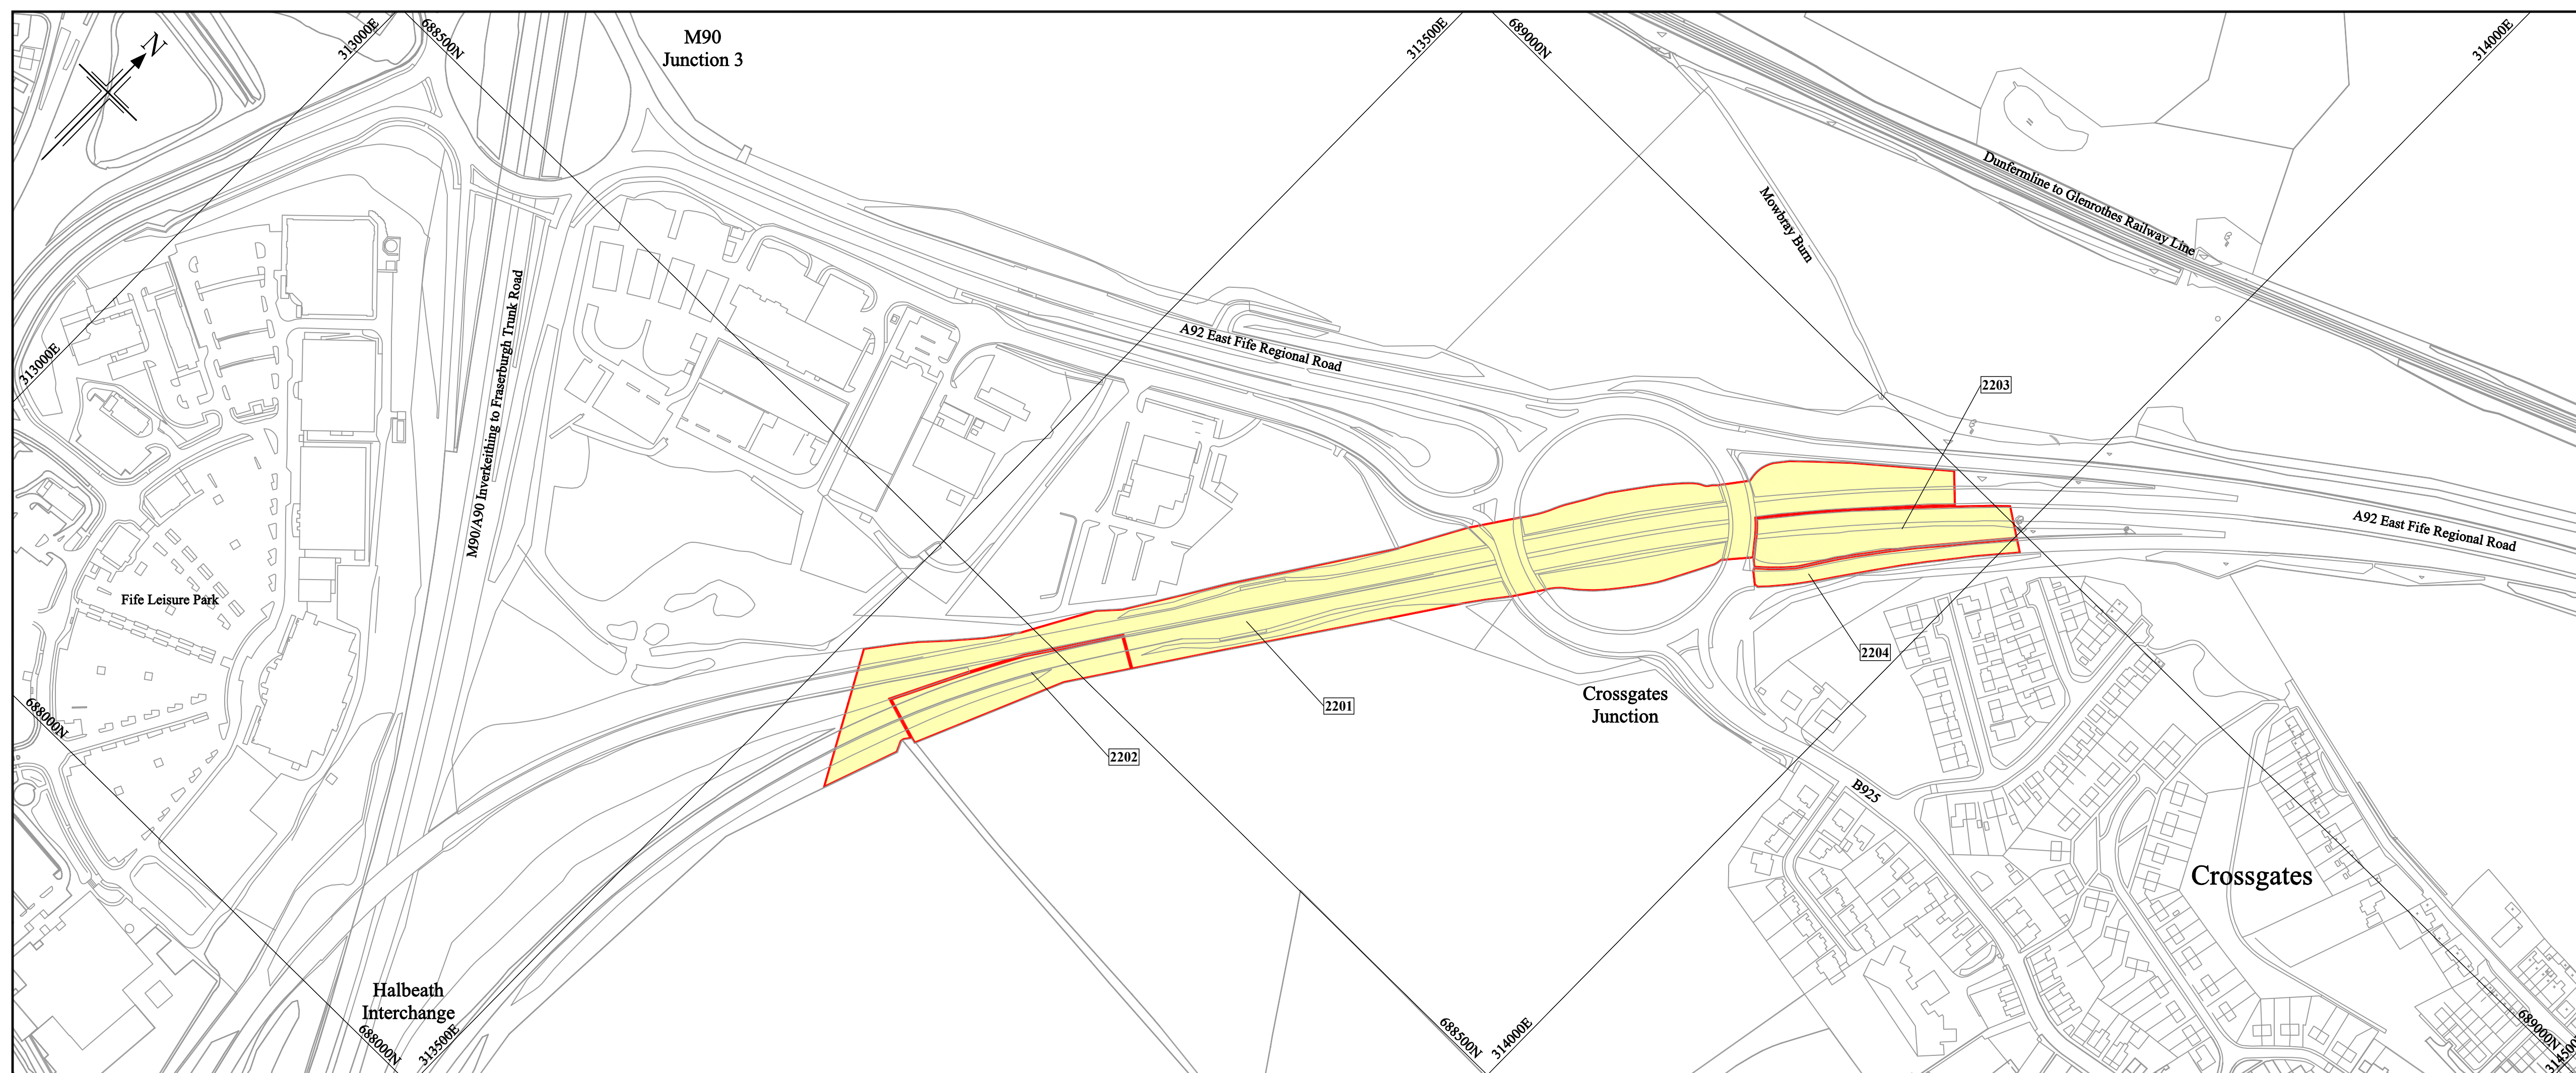 313000E
688500N
M90
Junction 3
313500E
689000N
314000E
N
Dunfermline to Glenrothes Railway Line
Mowbray Burn
M90/A90 Inverkeithing to Fraserburgh Trunk Road
313000E
A92 East Fife Regional Road
2203
A92 East Fife Regional Road
Fife Leisure Park
2204
688000N
2201
Crossgates
Junction
2202
B925
Crossgates
Halbeath
Interchange
688000N
313500E
688500N
314000E
689000N